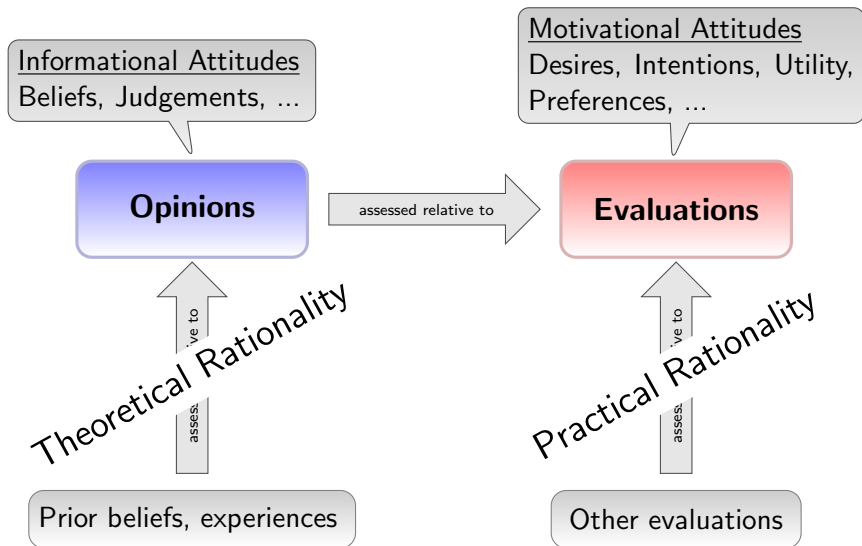 Informational Attitudes
Beliefs, Judgements, ...
Motivational Attitudes
Desires, Intentions, Utility,
Preferences, ...
Opinions
assessed relative to
Evaluations
Theoretical Rationality
Practical Rationality
Prior beliefs, experiences
Other evaluations